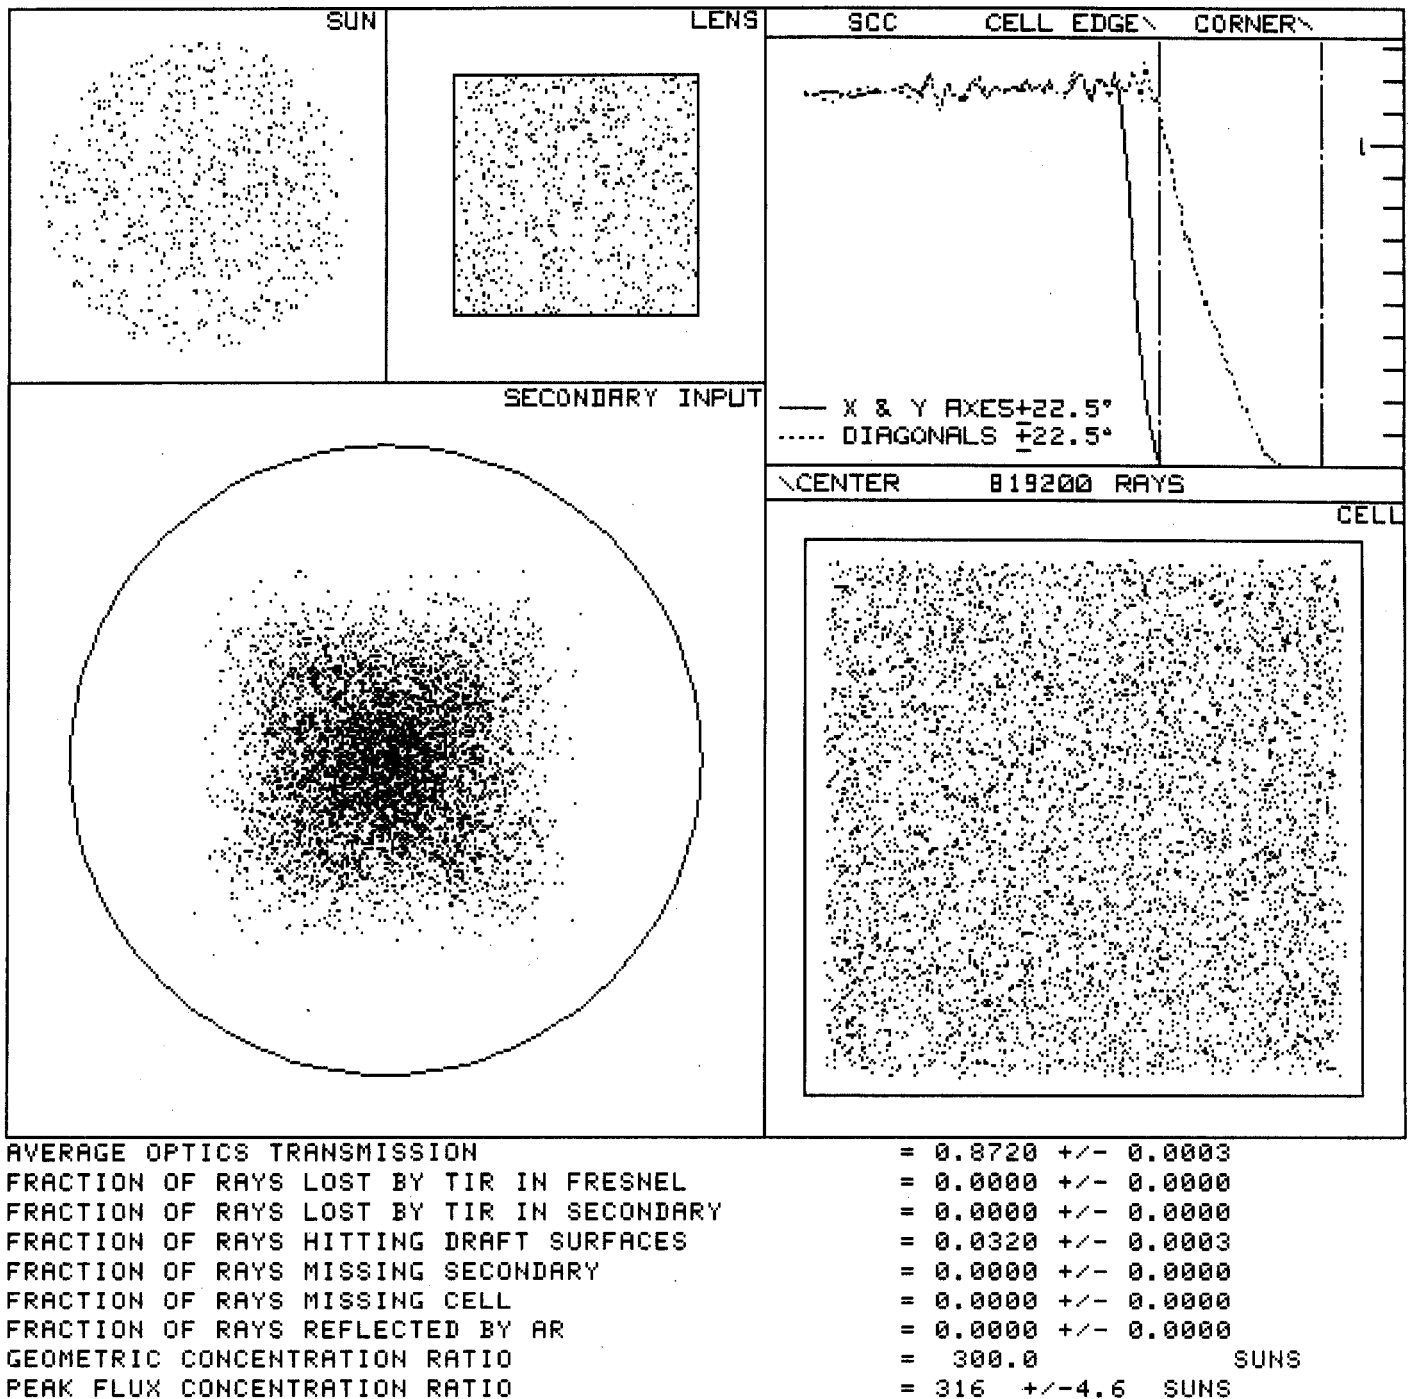 SUN
LENS
SCC CELL EDGE\ CORNER\
1
— X & Y AXES±22.5°
..... DIAGONALS ±22.5°
\CENTER 819200 RAYS
SECONDARY INPUT
CELL
AVERAGE OPTICS TRANSMISSION = 0.8720 +/- 0.0003
FRACTION OF RAYS LOST BY TIR IN FRESNEL = 0.0000 +/- 0.0000
FRACTION OF RAYS LOST BY TIR IN SECONDARY = 0.0000 +/- 0.0000
FRACTION OF RAYS HITTING DRAFT SURFACES = 0.0320 +/- 0.0003
FRACTION OF RAYS MISSING SECONDARY = 0.0000 +/- 0.0000
FRACTION OF RAYS MISSING CELL = 0.0000 +/- 0.0000
FRACTION OF RAYS REFLECTED BY AR = 0.0000 +/- 0.0000
GEOMETRIC CONCENTRATION RATIO = 300.0 SUNS
PEAK FLUX CONCENTRATION RATIO = 316 +/-4.6 SUNS